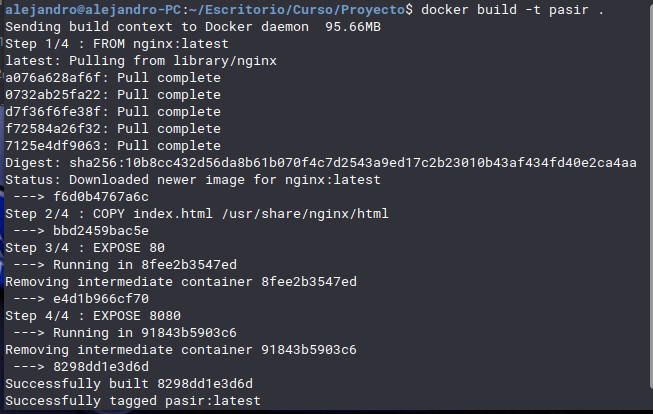 alejandro@alejandro-PC:~/Escritorio/Curso/Proyecto$ docker build -t pasir .
Sending build context to Docker daemon  95.66MB
Step 1/4 : FROM nginx:latest
latest: Pulling from library/nginx
a076a628af6f: Pull complete
0732ab25fa22: Pull complete
d7f36f6fe38f: Pull complete
f72584a26f32: Pull complete
7125e4df9063: Pull complete
Digest: sha256:10b8cc432d56da8b61b070f4c7d2543a9ed17c2b23010b43af434fd40e2ca4aa
Status: Downloaded newer image for nginx:latest
 ---> f6d0b4767a6c
Step 2/4 : COPY index.html /usr/share/nginx/html
 ---> bbd2459bac5e
Step 3/4 : EXPOSE 80
 ---> Running in 8fee2b3547ed
Removing intermediate container 8fee2b3547ed
 ---> e4d1b966cf70
Step 4/4 : EXPOSE 8080
 ---> Running in 91843b5903c6
Removing intermediate container 91843b5903c6
 ---> 8298dd1e3d6d
Successfully built 8298dd1e3d6d
Successfully tagged pasir:latest